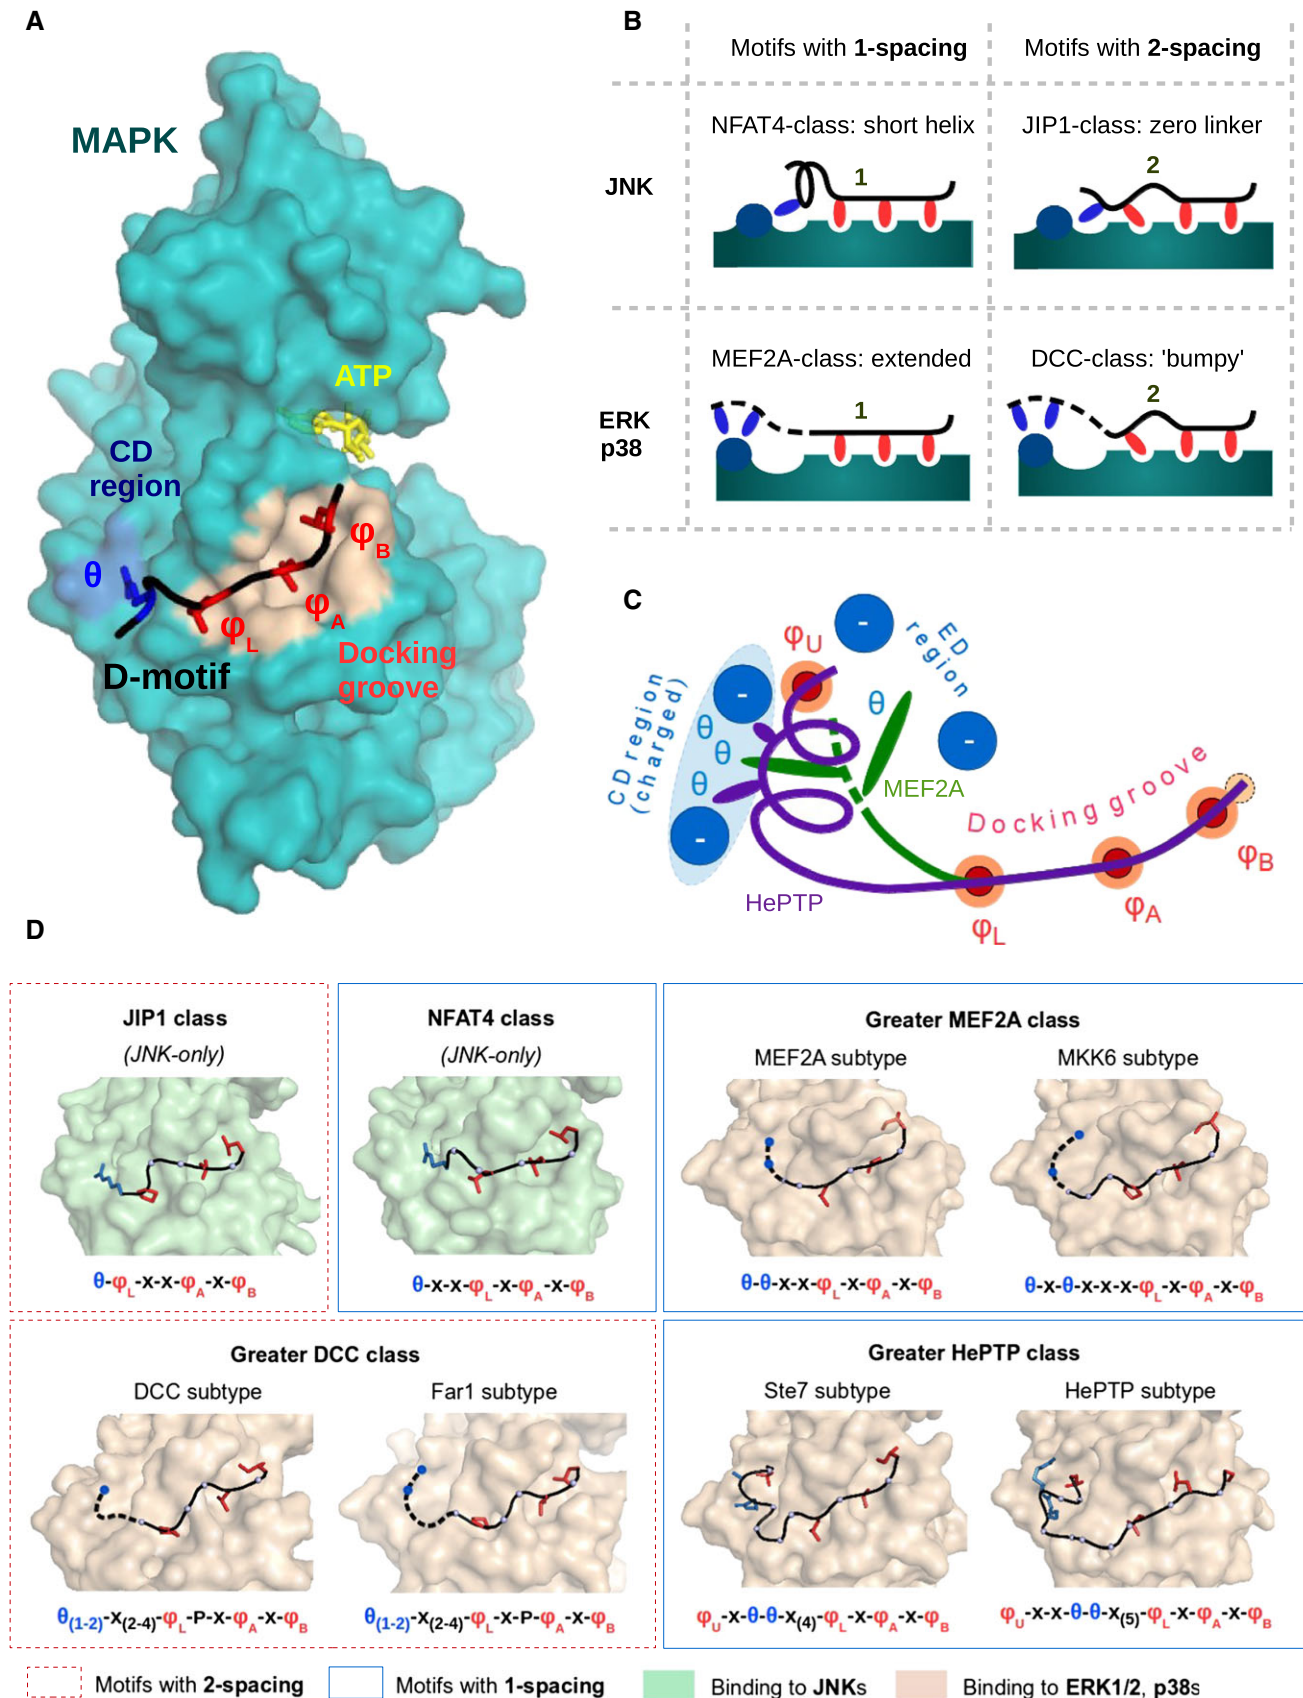 A
MAPK
ATP
CD
region
θ
φB
φA
φL
Docking
groove
D-motif
B
Motifs with 1-spacing
Motifs with 2-spacing
NFAT4-class: short helix
JIP1-class: zero linker
JNK
1
2
MEF2A-class: extended
DCC-class: 'bumpy'
ERK
p38
1
2
C
φU
-
ED
region
CD region
(charged)
-
θ
θ
θ
θ
-
-
MEF2A
Docking groove
HePTP
φL
φA
φB
D
JIP1 class
(JNK-only)
θ-φL-x-x-φA-x-φB
NFAT4 class
(JNK-only)
θ-x-x-φL-x-φA-x-φB
Greater MEF2A class
MEF2A subtype
MKK6 subtype
θ-θ-x-x-φL-x-φA-x-φB
θ-x-θ-x-x-x-φL-x-φA-x-φB
Greater DCC class
DCC subtype
Far1 subtype
θ(1-2)-x(2-4)-φL-P-x-φA-x-φB
θ(1-2)-x(2-4)-φL-x-P-φA-x-φB
Greater HePTP class
Ste7 subtype
HePTP subtype
φU-x-θ-θ-x(4)-φL-x-φA-x-φB
φU-x-x-θ-θ-x(5)-φL-x-φA-x-φB
Motifs with 2-spacing
Motifs with 1-spacing
Binding to JNKs
Binding to ERK1/2, p38s